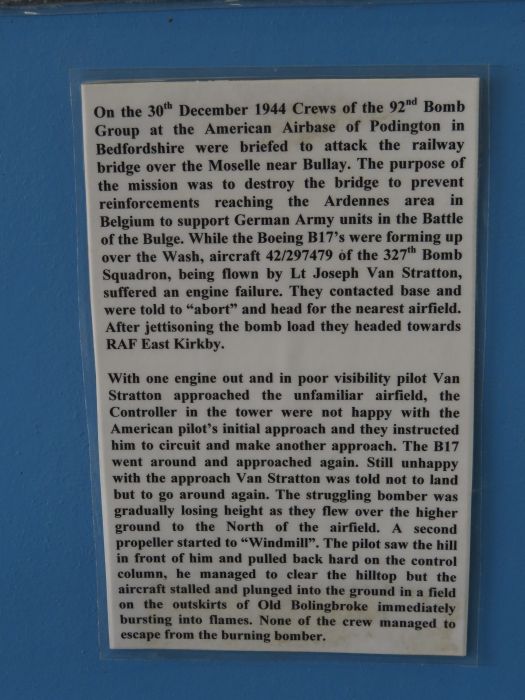 On the 30th December 1944 Crews of the 92nd Bomb
Group at the American Airbase of Podington in
Bedfordshire were briefed to attack the railway
bridge over the Moselle near Bullay. The purpose of
the mission was to destroy the bridge to prevent
reinforcements reaching the Ardennes area in
Belgium to support German Army units in the Battle
of the Bulge. While the Boeing B17's were forming up
over the Wash, aircraft 42/297479 of the 327th Bomb
Squadron, being flown by Lt Joseph Van Stratton,
suffered an engine failure. They contacted base and
were told to "abort" and head for the nearest airfield.
After jettisoning the bomb load they headed towards
RAF East Kirkby.

With one engine out and in poor visibility pilot Van
Stratton approached the unfamiliar airfield, the
Controller in the tower were not happy with the
American pilot's initial approach and they instructed
him to circuit and make another approach. The B17
went around and approached again. Still unhappy
with the approach Van Stratton was told not to land
but to go around again. The struggling bomber was
gradually losing height as they flew over the higher
ground to the North of the airfield. A second
propeller started to "Windmill". The pilot saw the hill
in front of him and pulled back hard on the control
column, he managed to clear the hilltop but the
aircraft stalled and plunged into the ground in a field
on the outskirts of Old Bolingbroke immediately
bursting into flames. None of the crew managed to
escape from the burning bomber.